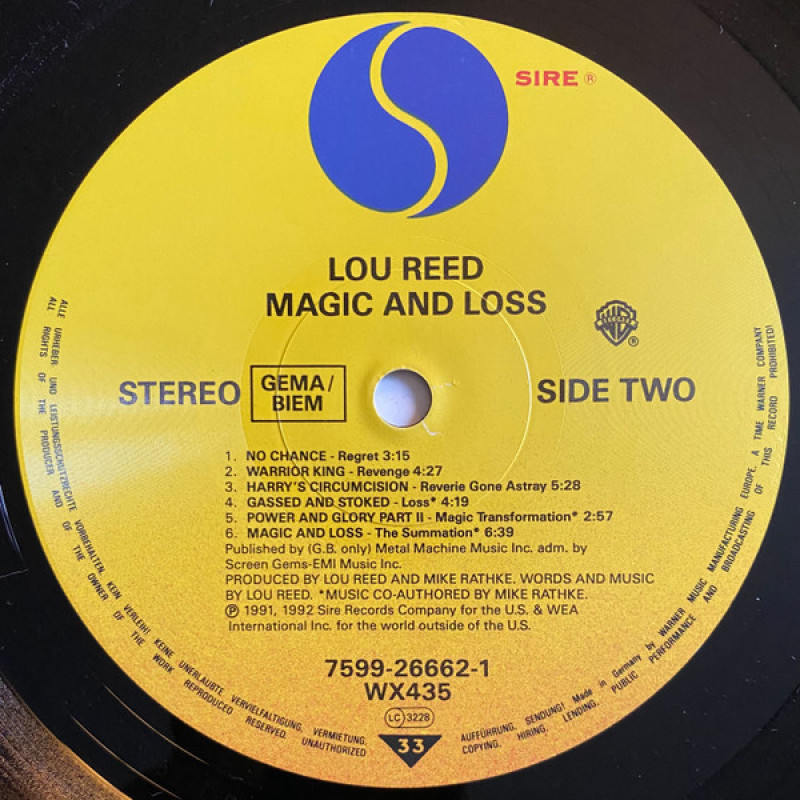 SIRE ®
LOU REED
MAGIC AND LOSS
STEREO
GEMA/
BIEM
SIDE TWO
1. NO CHANCE - Regret 3:15
2. WARRIOR KING - Revenge 4:27
3. HARRY'S CIRCUMCISION - Reverie Gone Astray 5:28
4. GASSED AND STOKED - Loss* 4:19
5. POWER AND GLORY PART II - Magic Transformation* 2:57
6. MAGIC AND LOSS - The Summation* 6:39
Published by (G.B. only) Metal Machine Music Inc. adm. by
Screen Gems-EMI Music Inc.
PRODUCED BY LOU REED AND MIKE RATHKE. WORDS AND MUSIC
BY LOU REED. *MUSIC CO-AUTHORED BY MIKE RATHKE.
℗ 1991, 1992 Sire Records Company for the U.S. & WEA
International Inc. for the world outside of the U.S.
7599-26662-1
WX435
LC 3228
33
ALLE URHEBER- UND LEISTUNGSSCHUTZRECHTE VORBEHALTEN. KEIN VERLEIH! KEINE UNERLAUBTE VERVIELFÄLTIGUNG, VERMIETUNG, AUFFÜHRUNG, SENDUNG! Made in Germany by WARNER MUSIC MANUFACTURING EUROPE, A TIME WARNER COMPANY
ALL RIGHTS OF THE PRODUCER AND OF THE OWNER OF THE WORK REPRODUCED RESERVED. UNAUTHORIZED COPYING, HIRING, LENDING, PUBLIC PERFORMANCE AND BROADCASTING OF THIS RECORD PROHIBITED!
WB ®